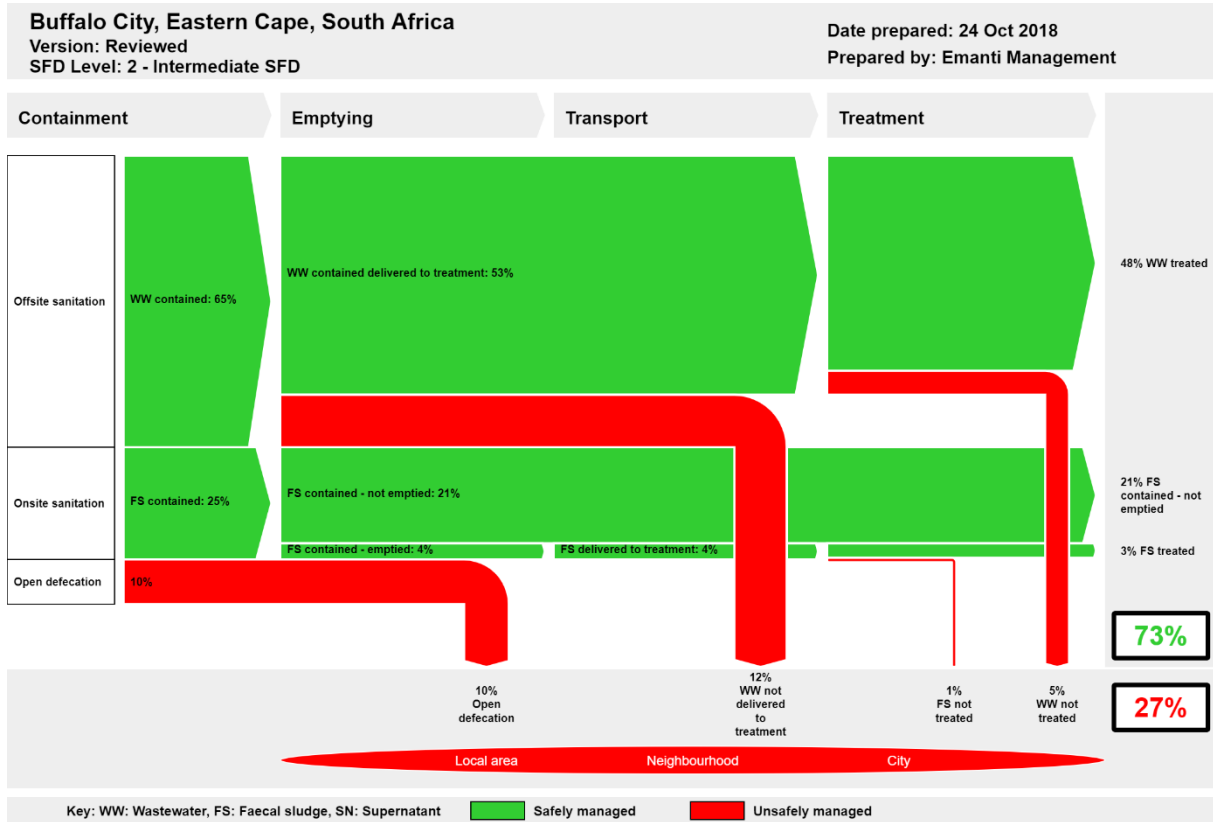 Buffalo City, Eastern Cape, South Africa
Version: Reviewed
SFD Level: 2 - Intermediate SFD
Date prepared: 24 Oct 2018
Prepared by: Emanti Management
Containment
Emptying
Transport
Treatment
Offsite sanitation
WW contained: 65%
WW contained delivered to treatment: 53%
48% WW treated
Onsite sanitation
FS contained: 25%
FS contained - not emptied: 21%
21% FS
contained - not
emptied
FS contained - emptied: 4%
FS delivered to treatment: 4%
3% FS treated
Open defecation
10%
73%
10%
Open
defecation
12%
WW not
delivered
to
treatment
1%
FS not
treated
5%
WW not
treated
27%
Local area
Neighbourhood
City
Key: WW: Wastewater, FS: Faecal sludge, SN: Supernatant
Safely managed
Unsafely managed